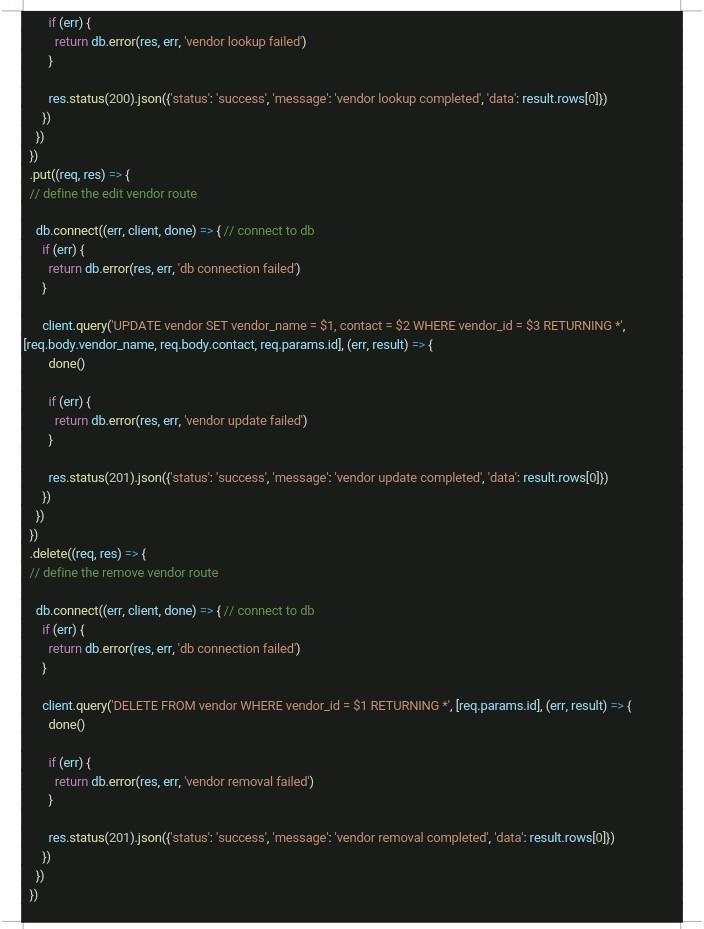 if (err) {
return db.error(res, err, 'vendor lookup failed')
}
res.status(200).json({'status': 'success', 'message': 'vendor lookup completed', 'data': result.rows[0]})
})
})
})
.put((req, res) => {
// define the edit vendor route
db.connect((err, client, done) => { // connect to db
if (err) {
return db.error(res, err, 'db connection failed')
}
client.query('UPDATE vendor SET vendor_name = $1, contact = $2 WHERE vendor_id = $3 RETURNING *',
[req.body.vendor_name, req.body.contact, req.params.id], (err, result) => {
done()
if (err) {
return db.error(res, err, 'vendor update failed')
}
res.status(201).json({'status': 'success', 'message': 'vendor update completed', 'data': result.rows[0]})
})
})
})
.delete((req, res) => {
// define the remove vendor route
db.connect((err, client, done) => { // connect to db
if (err) {
return db.error(res, err, 'db connection failed')
}
client.query('DELETE FROM vendor WHERE vendor_id = $1 RETURNING *', [req.params.id], (err, result) => {
done()
if (err) {
return db.error(res, err, 'vendor removal failed')
}
res.status(201).json({'status': 'success', 'message': 'vendor removal completed', 'data': result.rows[0]})
})
})
})